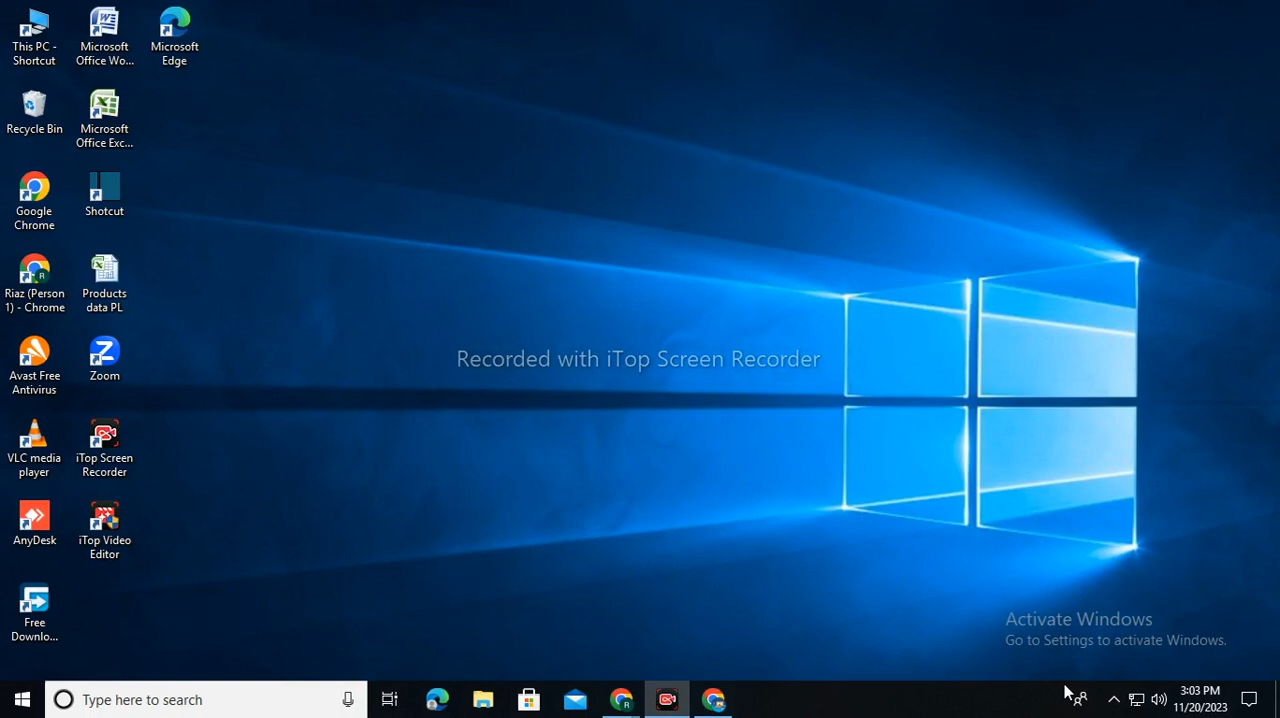 This PC -
Shortcut
Microsoft
Office Wo...
Microsoft
Edge
Recycle Bin
Microsoft
Office Exc...
Google
Chrome
Shotcut
Riaz (Person
1) - Chrome
Products
data PL
Avast Free
Antivirus
Zoom
Recorded with iTop Screen Recorder
VLC media
player
iTop Screen
Recorder
AnyDesk
iTop Video
Editor
Free
Downlo...
Activate Windows
Go to Settings to activate Windows.
Type here to search
3:03 PM
11/20/2023